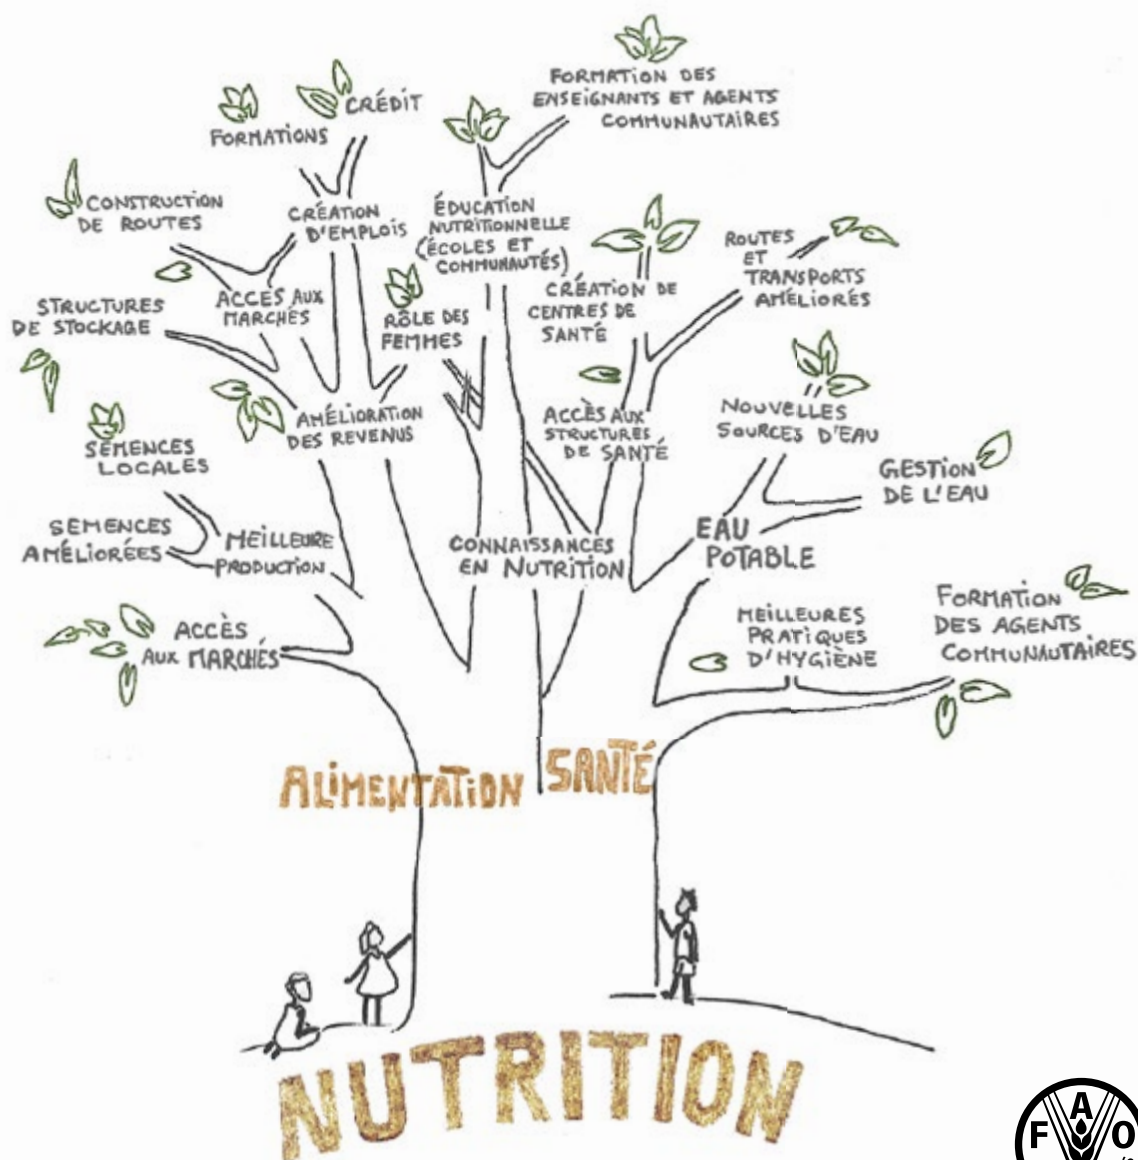 FORMATION DES
ENSEIGNANTS ET AGENTS
COMMUNAUTAIRES
CRÉDIT
FORMATIONS
CONSTRUCTION
DE ROUTES
CRÉATION
D'EMPLOIS
ÉDUCATION
NUTRITIONNELLE
(ÉCOLES ET
COMMUNAUTÉS)
ROUTES
ET
TRANSPORTS
AMÉLIORÉS
STRUCTURES
DE STOCKAGE
ACCES AUX
MARCHÉS
RÔLE DES
FEMMES
CRÉATION DE
CENTRES DE
SANTÉ
AMÉLIORATION
DES REVENUS
ACCÈS AUX
STRUCTURES
DE SANTÉ
NOUVELLES
SOURCES D'EAU
SEMENCES
LOCALES
GESTION
DE L'EAU
SEMENCES
AMÉLIORÉES
MEILLEURE
PRODUCTION
CONNAISSANCES
EN NUTRITION
EAU
POTABLE
ACCÈS
AUX MARCHÉS
MEILLEURES
PRATIQUES
D'HYGIÈNE
FORMATION
DES AGENTS
COMMUNAUTAIRES
ALIMENTATION
SANTÉ
NUTRITION
FAO